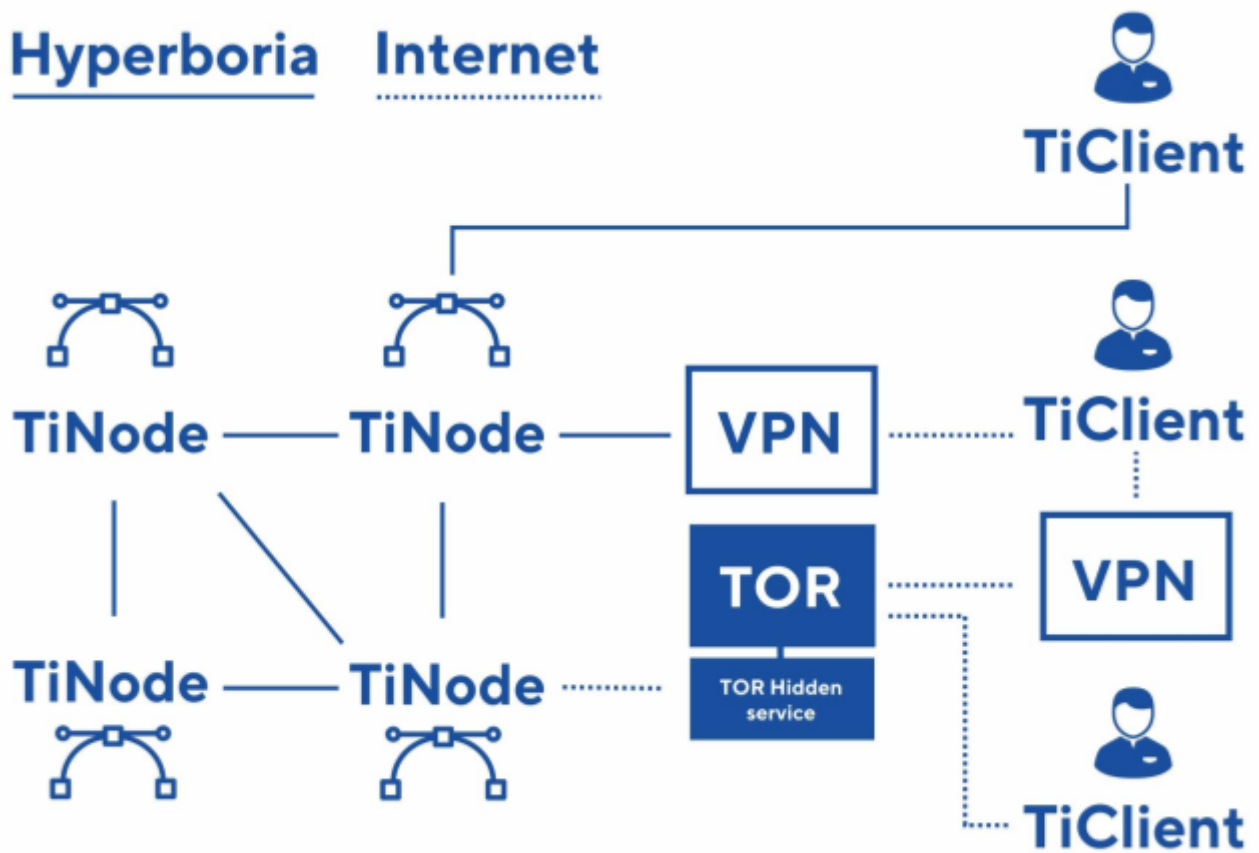 Hyperboria
Internet
TiClient
TiClient
TiNode
TiNode
VPN
VPN
TOR
TOR Hidden
service
TiNode
TiNode
TiClient